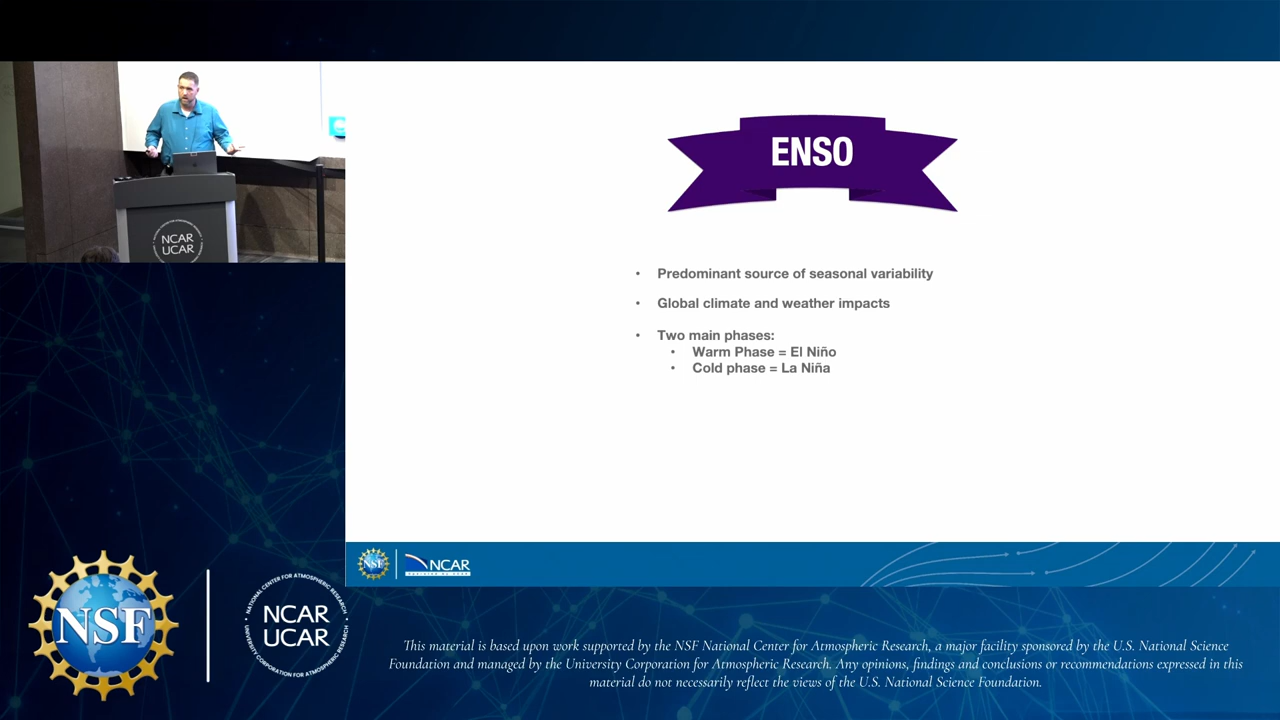 ENSO
• Predominant source of seasonal variability
• Global climate and weather impacts
• Two main phases:
• Warm Phase = El Niño
• Cold phase = La Niña
NCAR
UCAR
NSF
NCAR
NSF
NATIONAL CENTER FOR ATMOSPHERIC RESEARCH
NCAR
UCAR
UNIVERSITY CORPORATION FOR ATMOSPHERIC RESEARCH
This material is based upon work supported by the NSF National Center for Atmospheric Research, a major facility sponsored by the U.S. National Science
Foundation and managed by the University Corporation for Atmospheric Research. Any opinions, findings and conclusions or recommendations expressed in this
material do not necessarily reflect the views of the U.S. National Science Foundation.